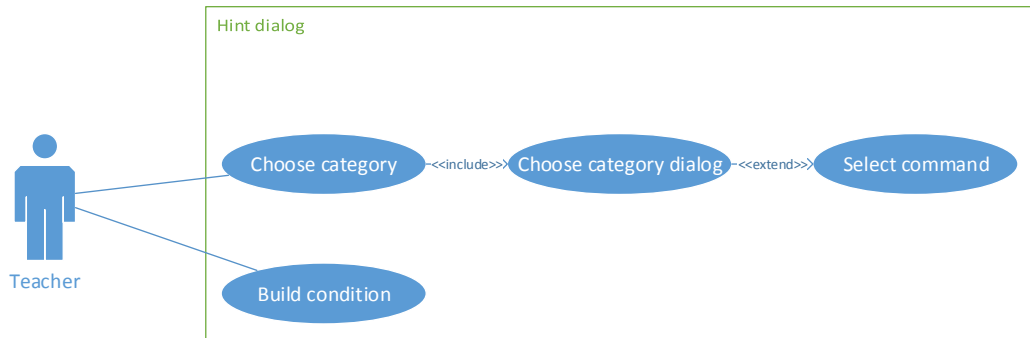 Hint dialog
Choose category
<<include>>
Choose category dialog
<<extend>>
Select command
Teacher
Build condition